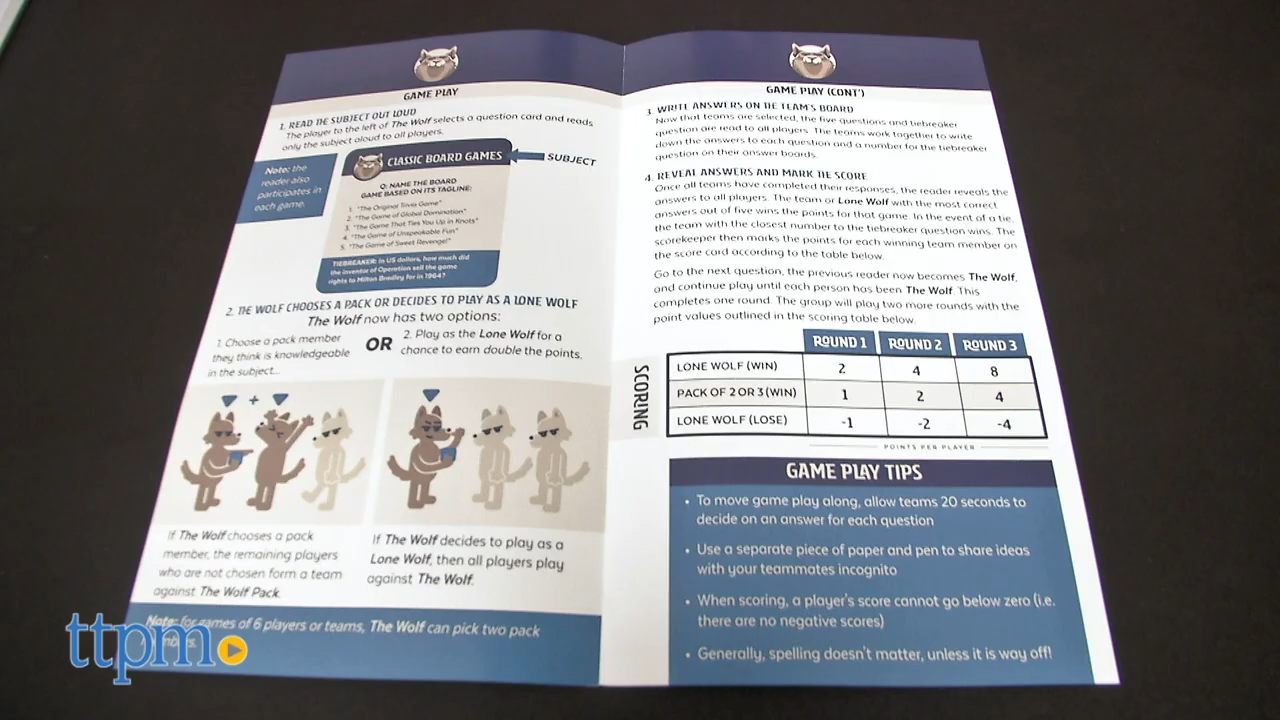 GAME PLAY
1. READ THE SUBJECT OUT LOUD
The player to the left of The Wolf selects a question card and reads
only the subject aloud to all players.
Note: the
reader also
participates in
each game.
CLASSIC BOARD GAMES
SUBJECT
Q: NAME THE BOARD
GAME BASED ON ITS TAGLINE:
1. "The Original Trivia Game"
2. "The Game of Global Domination"
3. "The Game That Ties You Up in Knots"
4. "The Game of Unspeakable Fun"
5. "The Game of Sweet Revenge!"
TIEBREAKER: In US dollars, how much did
the inventor of Operation sell the game
rights to Milton Bradley for in 1964?
2. THE WOLF CHOOSES A PACK OR DECIDES TO PLAY AS A LONE WOLF
The Wolf now has two options:
1. Choose a pack member
they think is knowledgeable
in the subject...
OR
2. Play as the Lone Wolf for a
chance to earn double the points.
+
If The Wolf chooses a pack
member, the remaining players
who are not chosen form a team
against The Wolf Pack.
If The Wolf decides to play as a
Lone Wolf, then all players play
against The Wolf.
Note: for games of 6 players or teams, The Wolf can pick two pack
ttpm
GAME PLAY (CONT')
3. WRITE ANSWERS ON THE TEAM'S BOARD
Now that teams are selected, the five questions and tiebreaker
question are read to all players. The teams work together to write
down the answers to each question and a number for the tiebreaker
question on their answer boards.
4. REVEAL ANSWERS AND MARK THE SCORE
Once all teams have completed their responses, the reader reveals the
answers to all players. The team or Lone Wolf with the most correct
answers out of five wins the points for that game. In the event of a tie,
the team with the closest number to the tiebreaker question wins. The
scorekeeper then marks the points for each winning team member on
the score card according to the table below.
Go to the next question, the previous reader now becomes The Wolf,
and continue play until each person has been The Wolf. This
completes one round. The group will play two more rounds with the
point values outlined in the scoring table below.
SCORING
ROUND 1 ROUND 2 ROUND 3
LONE WOLF (WIN) 2 4 8
PACK OF 2 OR 3 (WIN) 1 2 4
LONE WOLF (LOSE) -1 -2 -4
POINTS PER PLAYER
GAME PLAY TIPS
• To move game play along, allow teams 20 seconds to
decide on an answer for each question
• Use a separate piece of paper and pen to share ideas
with your teammates incognito
• When scoring, a player's score cannot go below zero (i.e.
there are no negative scores)
• Generally, spelling doesn't matter, unless it is way off!